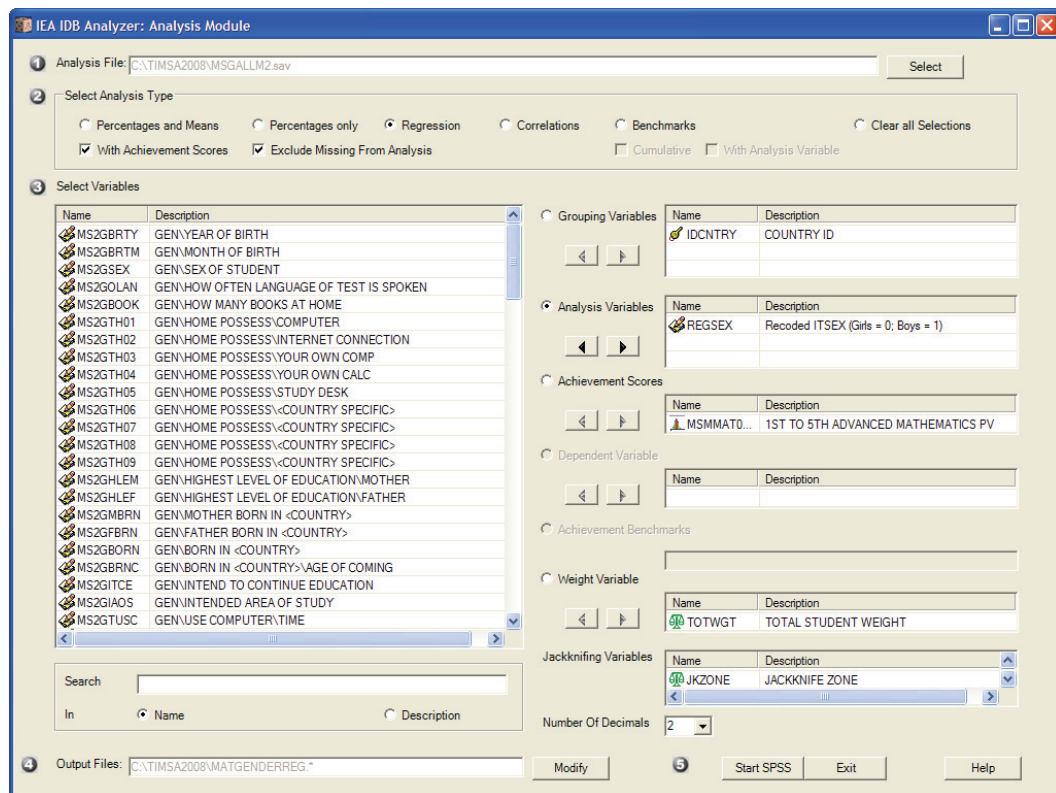 IEA IDB Analyzer: Analysis Module
1 Analysis File: C:\TIMSA2008\MSGALLM2.sav Select
2 Select Analysis Type
Percentages and Means Percentages only Regression Correlations Benchmarks Clear all Selections
With Achievement Scores Exclude Missing From Analysis Cumulative With Analysis Variable
3 Select Variables
Name Description
MS2GBRTY GEN\YEAR OF BIRTH
MS2GBRTM GEN\MONTH OF BIRTH
MS2GSEX GEN\SEX OF STUDENT
MS2GOLAN GEN\HOW OFTEN LANGUAGE OF TEST IS SPOKEN
MS2GBOOK GEN\HOW MANY BOOKS AT HOME
MS2GTH01 GEN\HOME POSSESS\COMPUTER
MS2GTH02 GEN\HOME POSSESS\INTERNET CONNECTION
MS2GTH03 GEN\HOME POSSESS\YOUR OWN COMP
MS2GTH04 GEN\HOME POSSESS\YOUR OWN CALC
MS2GTH05 GEN\HOME POSSESS\STUDY DESK
MS2GTH06 GEN\HOME POSSESS\<COUNTRY SPECIFIC>
MS2GTH07 GEN\HOME POSSESS\<COUNTRY SPECIFIC>
MS2GTH08 GEN\HOME POSSESS\<COUNTRY SPECIFIC>
MS2GTH09 GEN\HOME POSSESS\<COUNTRY SPECIFIC>
MS2GHLEM GEN\HIGHEST LEVEL OF EDUCATION\MOTHER
MS2GHLEF GEN\HIGHEST LEVEL OF EDUCATION\FATHER
MS2GMBRN GEN\MOTHER BORN IN <COUNTRY>
MS2GFBRN GEN\FATHER BORN IN <COUNTRY>
MS2GBORN GEN\BORN IN <COUNTRY>
MS2GBRNC GEN\BORN IN <COUNTRY>\AGE OF COMING
MS2GITCE GEN\INTEND TO CONTINUE EDUCATION
MS2GIAOS GEN\INTENDED AREA OF STUDY
MS2GTUSC GEN\USE COMPUTER\TIME
Search
In Name Description
Grouping Variables
Name Description
IDCNTRY COUNTRY ID
Analysis Variables
Name Description
REGSEX Recoded ITSEX (Girls = 0; Boys = 1)
Achievement Scores
Name Description
MSMMAT0... 1ST TO 5TH ADVANCED MATHEMATICS PV
Dependent Variable
Name Description
Achievement Benchmarks
Weight Variable
Name Description
TOTWGT TOTAL STUDENT WEIGHT
Jackknifing Variables
Name Description
JKZONE JACKKNIFE ZONE
Number Of Decimals 2
4 Output Files: C:\TIMSA2008\MATGENDERREG.* Modify
5 Start SPSS Exit Help